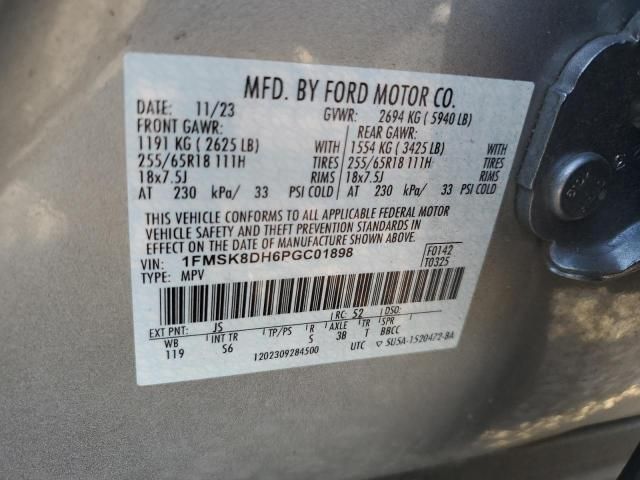 MFD. BY FORD MOTOR CO.
DATE: 11/23 GVWR: 2694 KG ( 5940 LB)
FRONT GAWR: REAR GAWR:
1191 KG ( 2625 LB) WITH 1554 KG ( 3425 LB) WITH
255/65R18 111H TIRES 255/65R18 111H TIRES
18x7.5J RIMS 18x7.5J RIMS
AT 230 kPa/ 33 PSI COLD AT 230 kPa/ 33 PSI COLD
THIS VEHICLE CONFORMS TO ALL APPLICABLE FEDERAL MOTOR
VEHICLE SAFETY AND THEFT PREVENTION STANDARDS IN
EFFECT ON THE DATE OF MANUFACTURE SHOWN ABOVE.
VIN: 1FMSK8DH6PGC01898 F0142
TYPE: MPV T0325
EXT PNT: JS RC: 52 DSO:
WB INT TR TP/PS R AXLE TR SPR
119 S6 S 3B T BBCC
1202309284500 UTC ▽ 5U5A-1520472-BA